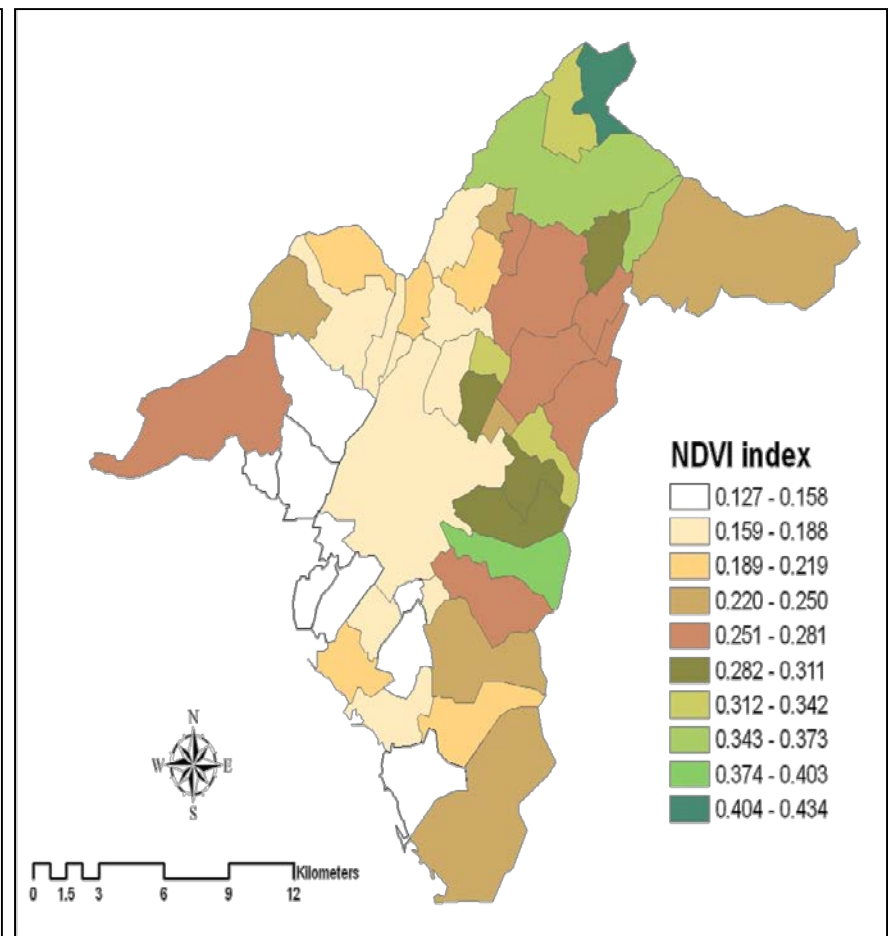 NDVI index
0.127 - 0.158
0.159 - 0.188
0.189 - 0.219
0.220 - 0.250
0.251 - 0.281
0.282 - 0.311
0.312 - 0.342
0.343 - 0.373
0.374 - 0.403
0.404 - 0.434
N
W E
S
Kilometers
0 1.5 3 6 9 12